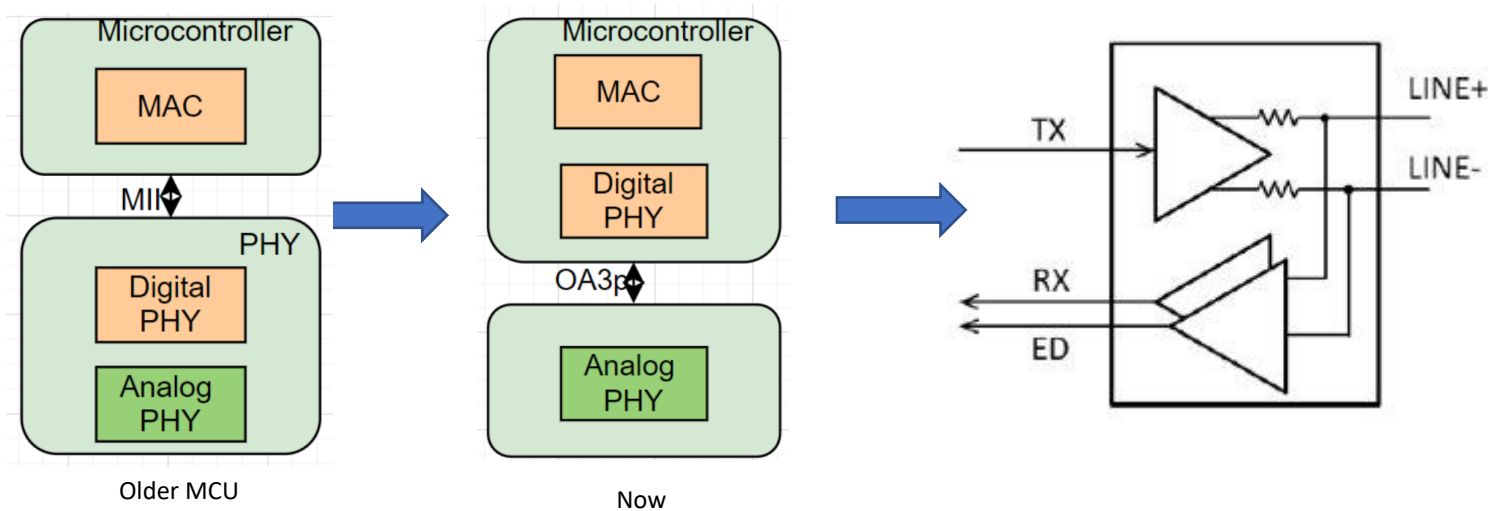 Microcontroller
MAC
MII
PHY
Digital
PHY
Analog
PHY
Older MCU
Microcontroller
MAC
Digital
PHY
OA3p
Analog
PHY
Now
TX
RX
ED
LINE+
LINE-